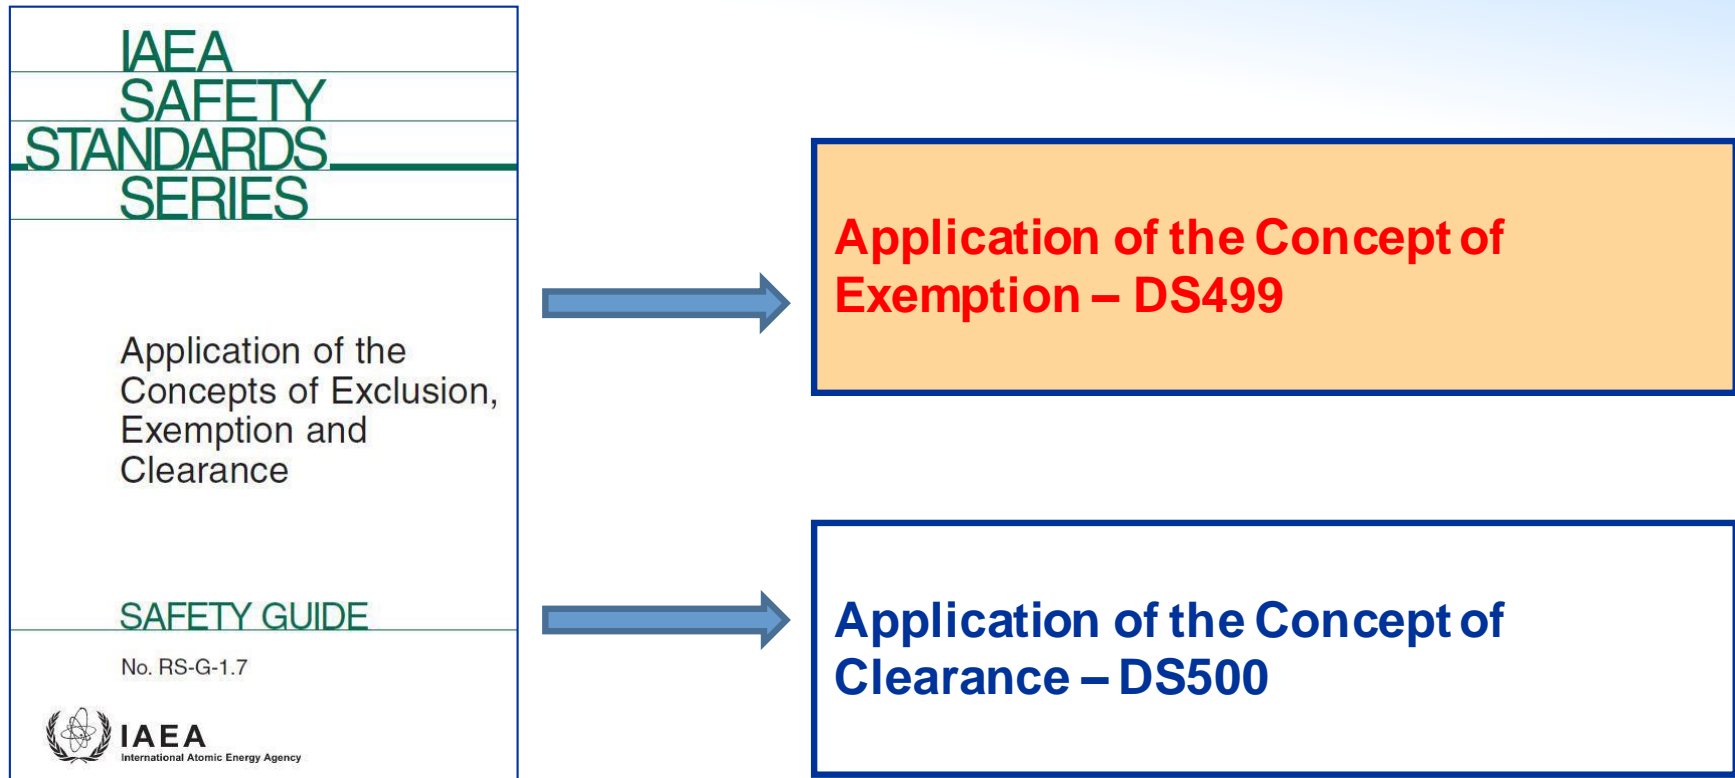 IAEA
SAFETY
STANDARDS
SERIES
Application of the
Concepts of Exclusion,
Exemption and
Clearance
SAFETY GUIDE
No. RS-G-1.7
IAEA
International Atomic Energy Agency
Application of the Concept of
Exemption – DS499
Application of the Concept of
Clearance – DS500